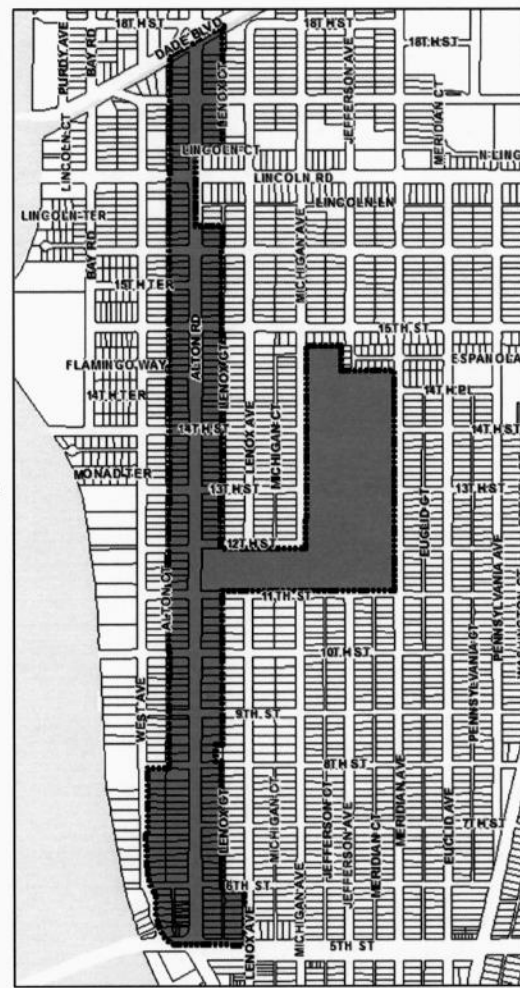 18TH ST
18TH ST
DADE BLVD
PURDY AVE
BAY RD
LENOX CT
JEFFERSON AVE
18TH ST
MERIDIAN CT
LINCOLN CT
LINCOLN CT
N LINC
LINCOLN RD
LINCOLN LN
LINCOLN TER
BAY RD
MICHIGAN AVE
15TH TER
ALTON RD
15TH ST
FLAMINGO WAY
ESPANOLA
LENOX CT
14TH TER
14TH PL
LENOX AVE
MICHIGAN CT
14TH ST
14TH ST
MONAD TER
13TH ST
13TH ST
EUCLID CT
12TH ST
PENNSYLVANIA AVE
ALTON CT
11TH ST
10TH ST
PENNSYLVANIA CT
WEST AVE
9TH ST
8TH ST
LENOX CT
MICHIGAN CT
JEFFERSON CT
JEFFERSON AVE
MERIDIAN CT
MERIDIAN AVE
EUCLID AVE
7TH ST
6TH ST
LENOX AVE
MICHIGAN AVE
5TH ST